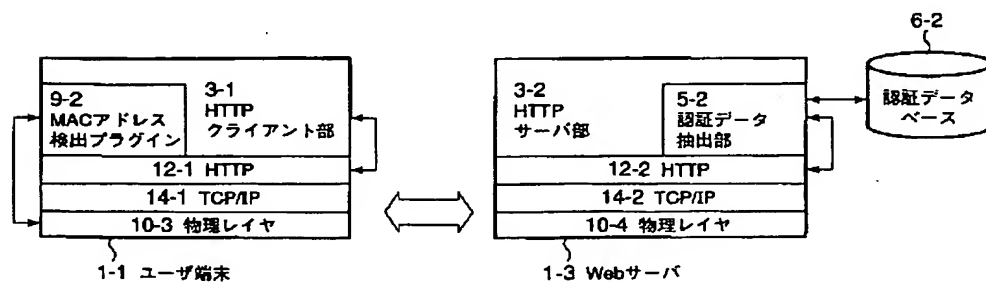 6-2
認証データ
ベース
9-2
MACアドレス
検出プラグイン
3-1
HTTP
クライアント部
12-1 HTTP
14-1 TCP/IP
10-3 物理レイヤ
1-1 ユーザ端末
3-2
HTTP
サーバ部
5-2
認証データ
抽出部
12-2 HTTP
14-2 TCP/IP
10-4 物理レイヤ
1-3 Webサーバ